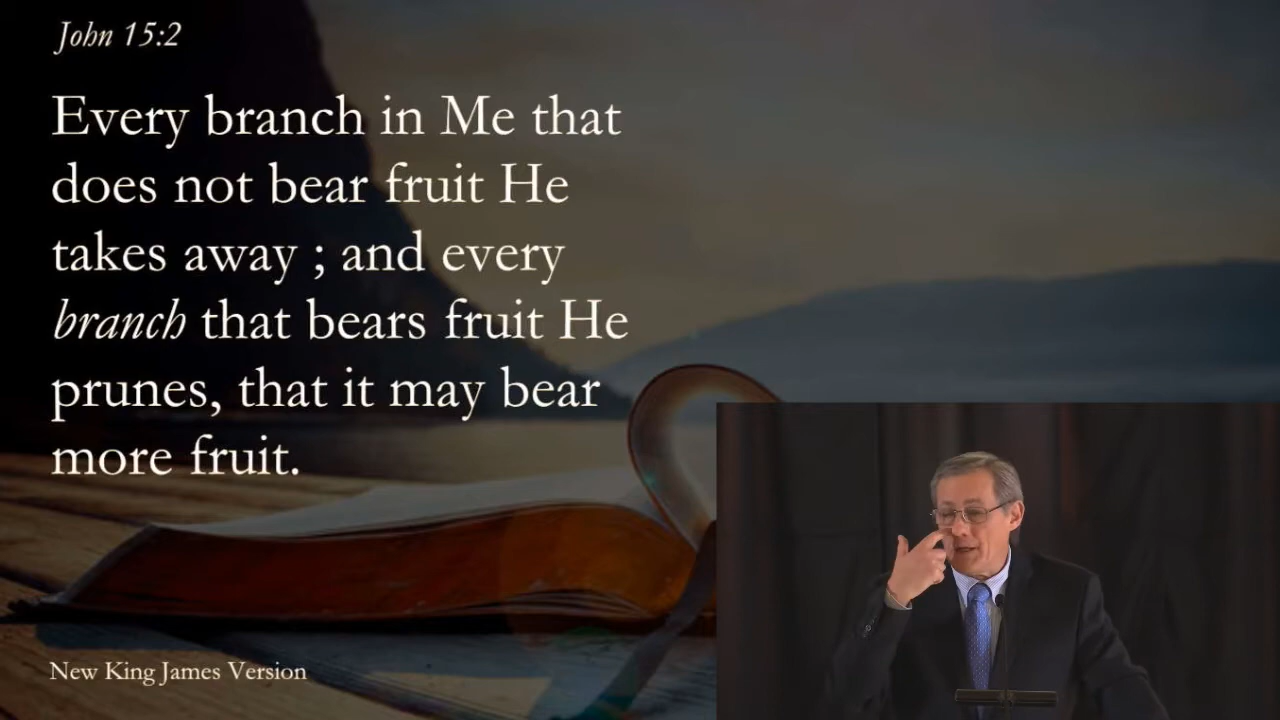 John 15:2
Every branch in Me that
does not bear fruit He
takes away ; and every
branch that bears fruit He
prunes, that it may bear
more fruit.
New King James Version